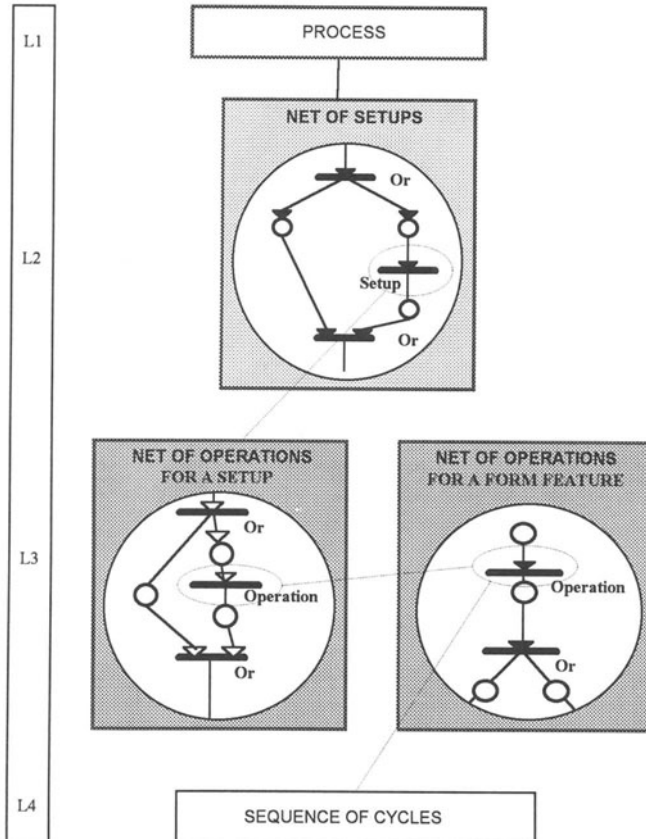 L1
PROCESS
NET OF SETUPS
Or
L2
Setup
Or
NET OF OPERATIONS
FOR A SETUP
Or
Operation
Or
NET OF OPERATIONS
FOR A FORM FEATURE
Operation
Or
L3
L4
SEQUENCE OF CYCLES